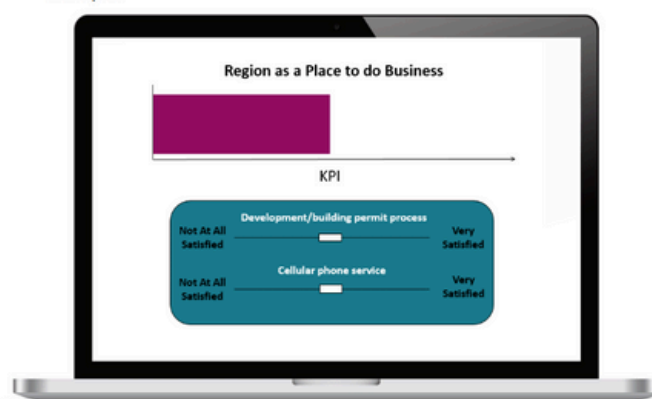 Region as a Place to do Business
KPI
Development/building permit process
Not At All
Satisfied
Very
Satisfied
Cellular phone service
Not At All
Satisfied
Very
Satisfied